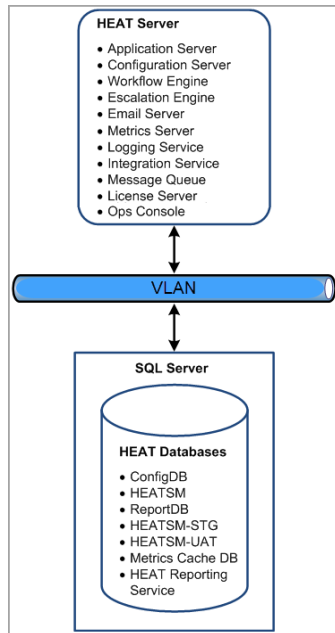 HEAT Server
• Application Server
• Configuration Server
• Workflow Engine
• Escalation Engine
• Email Server
• Metrics Server
• Logging Service
• Integration Service
• Message Queue
• License Server
• Ops Console
VLAN
SQL Server
HEAT Databases
• ConfigDB
• HEATSM
• ReportDB
• HEATSM-STG
• HEATSM-UAT
• Metrics Cache DB
• HEAT Reporting
Service